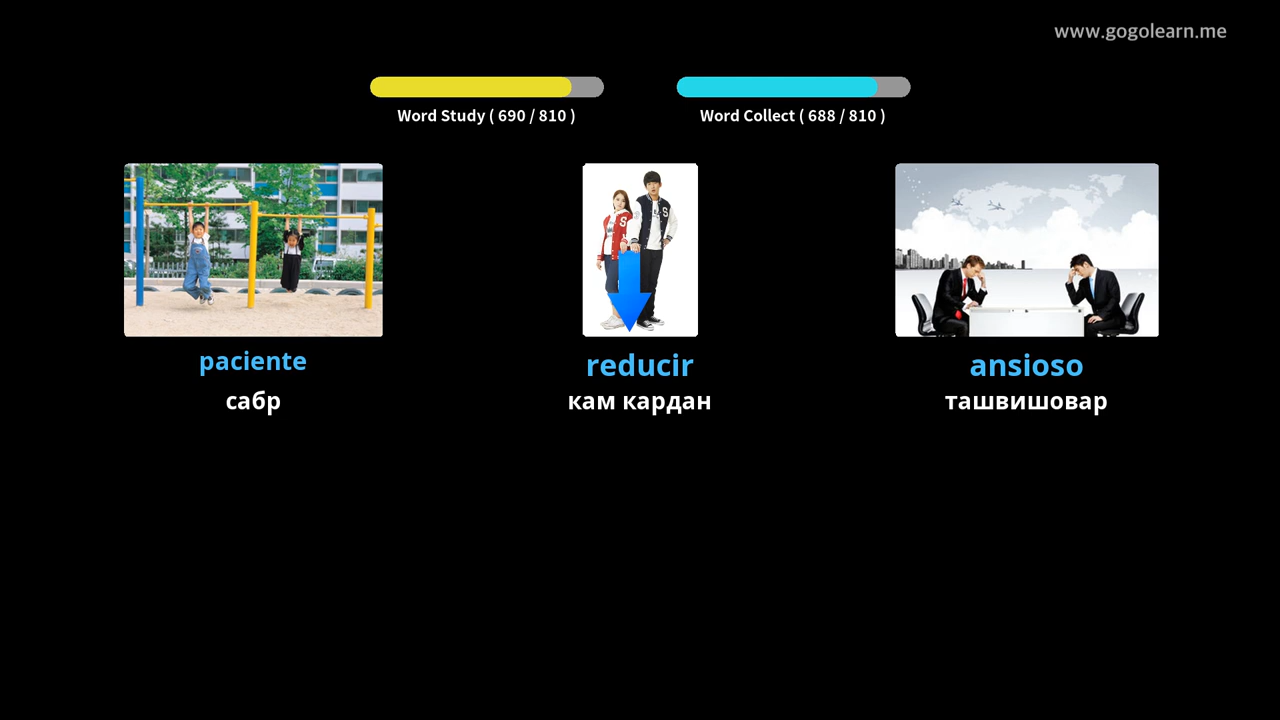 www.gogolearn.me
Word Study ( 690 / 810 )
Word Collect ( 688 / 810 )
paciente
сабр
reducir
кам кардан
ansioso
ташвишовар